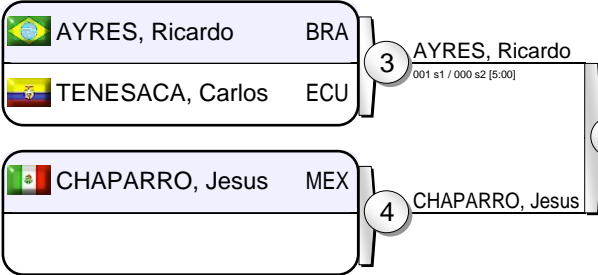 AYRES, Ricardo BRA
TENESACA, Carlos ECU
3
AYRES, Ricardo
001 s1 / 000 s2 [5:00]
CHAPARRO, Jesus MEX
4
CHAPARRO, Jesus